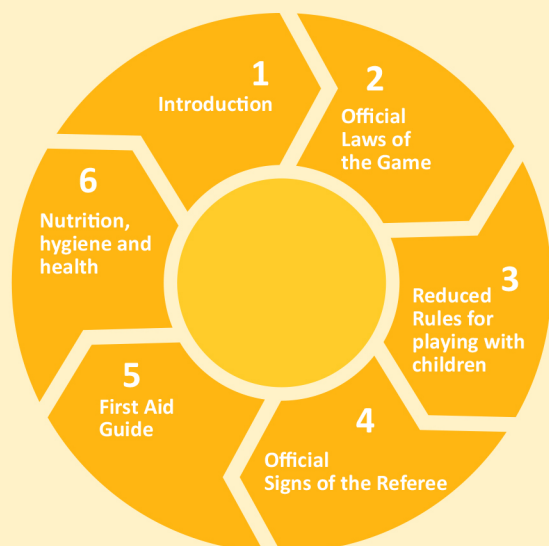 1
Introduction
2
Official
Laws of
the Game
3
Reduced
Rules for
playing with
children
4
Official
Signs of the Referee
5
First Aid
Guide
6
Nutrition,
hygiene and
health